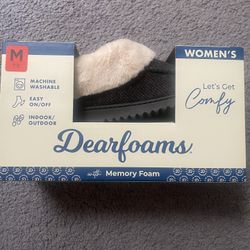 M
WOMEN'S
MACHINE
WASHABLE
EASY
ON/OFF
INDOOR/
OUTDOOR
Let's Get
Comfy
Dearfoams
with Memory Foam